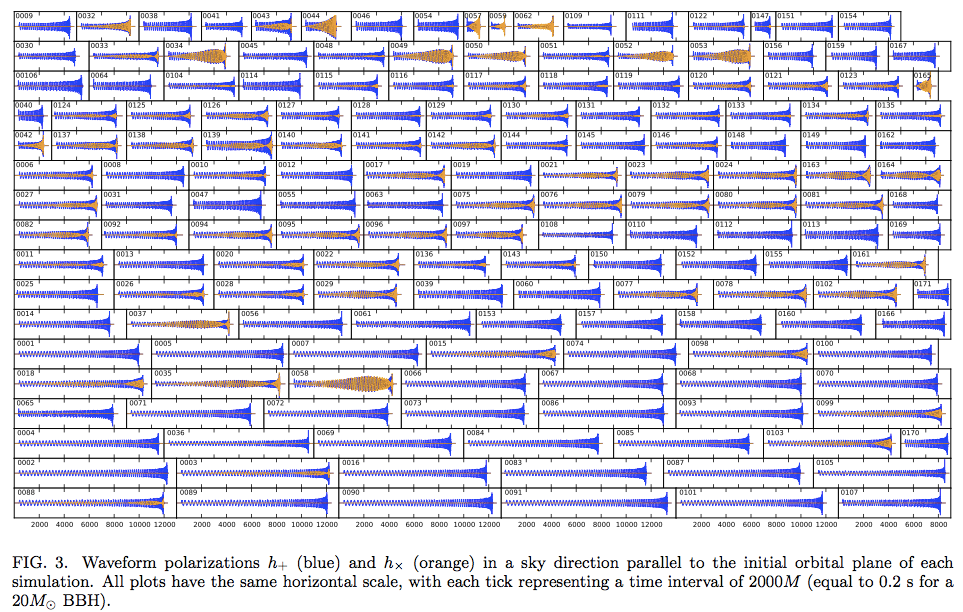 0009 0032 0038 0041 0043 0044 0046 0054 0057 0059 0062 0109 0111 0122 0147 0151 0154
0030 0033 0034 0045 0048 0049 0050 0051 0052 0053 0156 0159 0167
00106 0064 0104 0114 0115 0116 0117 0118 0119 0120 0121 0123 0165
0040 0124 0125 0126 0127 0128 0129 0130 0131 0132 0133 0134 0135
0042 0137 0138 0139 0140 0141 0142 0144 0145 0146 0148 0149 0162
0006 0008 0010 0012 0017 0019 0021 0023 0024 0163 0164
0027 0031 0047 0055 0063 0075 0076 0079 0080 0081 0168
0082 0092 0094 0095 0096 0097 0108 0110 0112 0113 0169
0011 0013 0020 0022 0136 0143 0150 0152 0155 0161
0025 0026 0028 0029 0039 0060 0077 0078 0102 0171
0014 0037 0056 0061 0153 0157 0158 0160 0166
0001 0005 0007 0015 0074 0098 0100
0018 0035 0058 0066 0067 0068 0070
0065 0071 0072 0073 0086 0093 0099
0004 0036 0069 0084 0085 0103 0170
0002 0003 0016 0083 0087 0105
0088 0089 0090 0091 0101 0107
2000 4000 6000 8000 10000 12000 2000 4000 6000 8000 10000 12000 2000 4000 6000 8000 10000 12000 2000 4000 6000 8000 10000 12000 2000 4000 6000 8000 10000 12000 2000 4000 6000 8000
FIG. 3. Waveform polarizations h₊ (blue) and hₓ (orange) in a sky direction parallel to the initial orbital plane of each
simulation. All plots have the same horizontal scale, with each tick representing a time interval of 2000M (equal to 0.2 s for a
20M⊙ BBH).